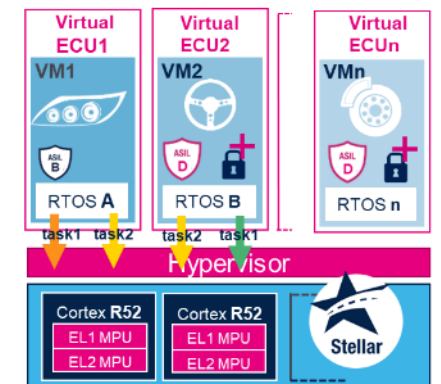 Virtual
ECU1
Virtual
ECU2
Virtual
ECUn
VM1
VM2
VMn
ASIL
B
ASIL
D
ASIL
D
RTOS A
RTOS B
RTOS n
task1
task2
task2
task1
Hypervisor
Cortex R52
EL1 MPU
EL2 MPU
Cortex R52
EL1 MPU
EL2 MPU
Stellar